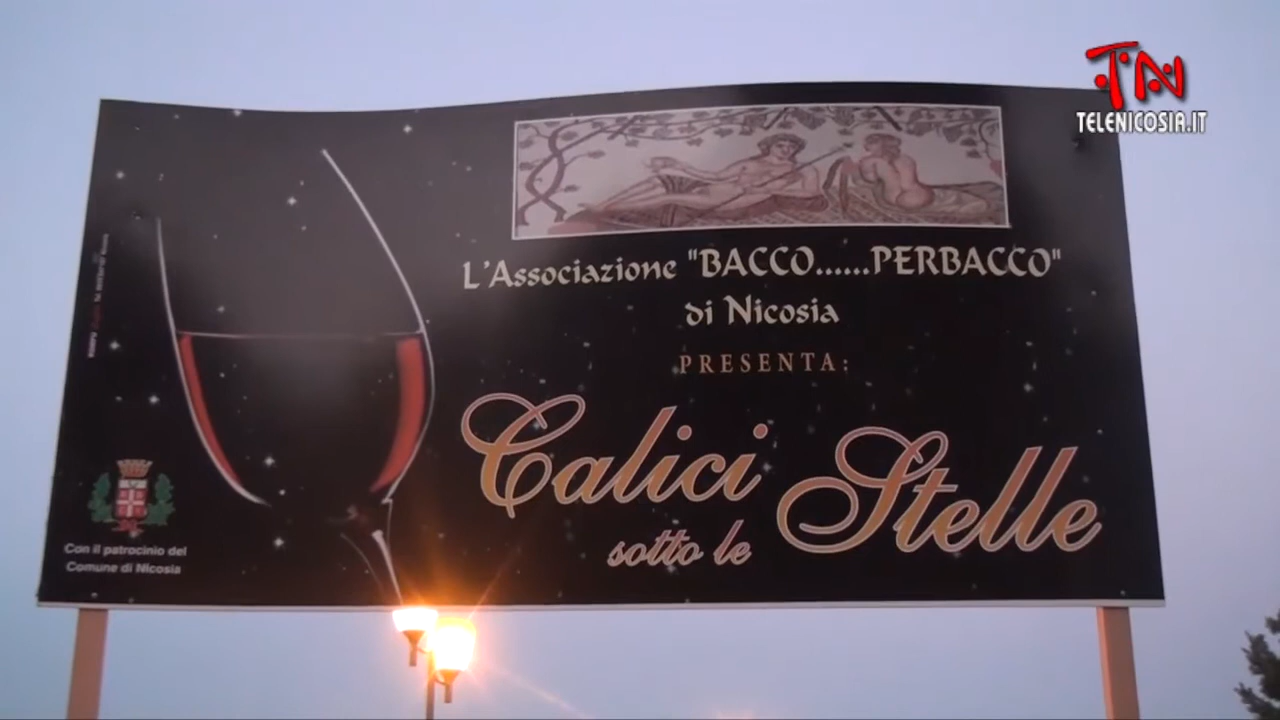 TN
TELENICOSIA.IT
L'Associazione "BACCO......PERBACCO"
di Nicosia
PRESENTA:
Calici
sotto le
Stelle
Con il patrocinio del
Comune di Nicosia